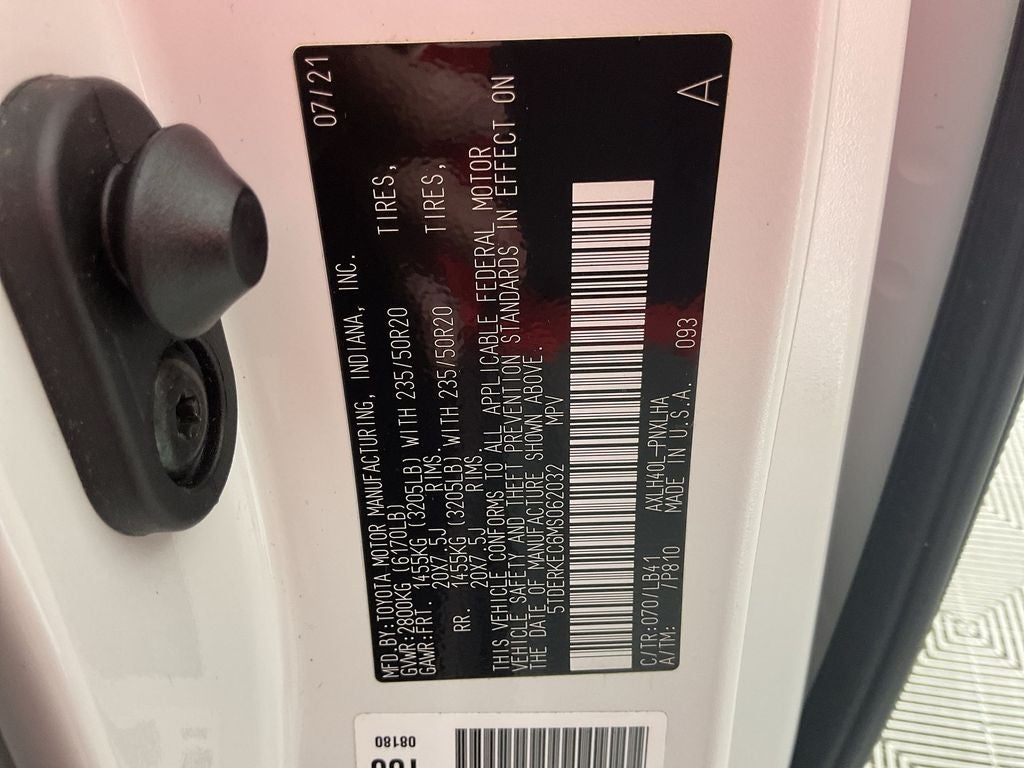 MFD.BY:TOYOTA MOTOR MANUFACTURING, INDIANA, INC. 07/21
GVWR:2800KG (6170LB)
GAWR:FRT. 1455KG (3205LB) WITH 235/50R20 TIRES,
20X7.5J RIMS.
RR. 1455KG (3205LB) WITH 235/50R20 TIRES,
20X7.5J RIMS.
THIS VEHICLE CONFORMS TO ALL APPLICABLE FEDERAL MOTOR
VEHICLE SAFETY AND THEFT PREVENTION STANDARDS IN EFFECT ON
THE DATE OF MANUFACTURE SHOWN ABOVE.
5TDERKECGMS062032 MPV
C/TR:070/LB41 AXLH40L-PNXLHA 093 A
A/TM: /P810 MADE IN U.S.A.
08180